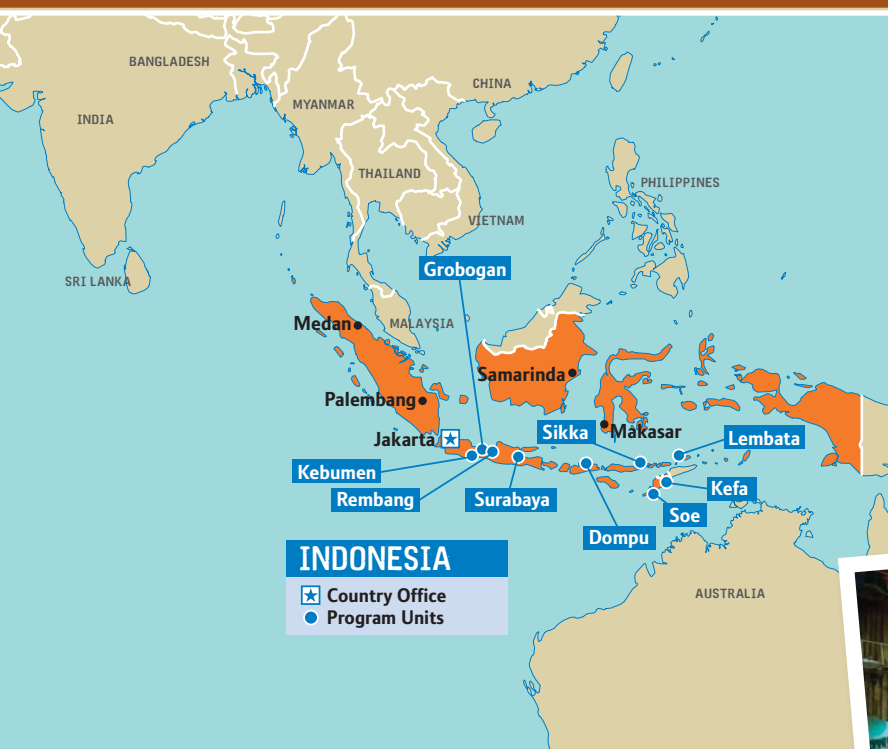 BANGLADESH
CHINA
MYANMAR
INDIA
THAILAND
PHILIPPINES
VIETNAM
Grobogan
SRI LANKA
Medan
MALAYSIA
Samarinda
Palembang
Jakarta
Sikka
Makasar
Lembata
Kebumen
Rembang
Surabaya
Kefa
Soe
Dompu
INDONESIA
Country Office
Program Units
AUSTRALIA